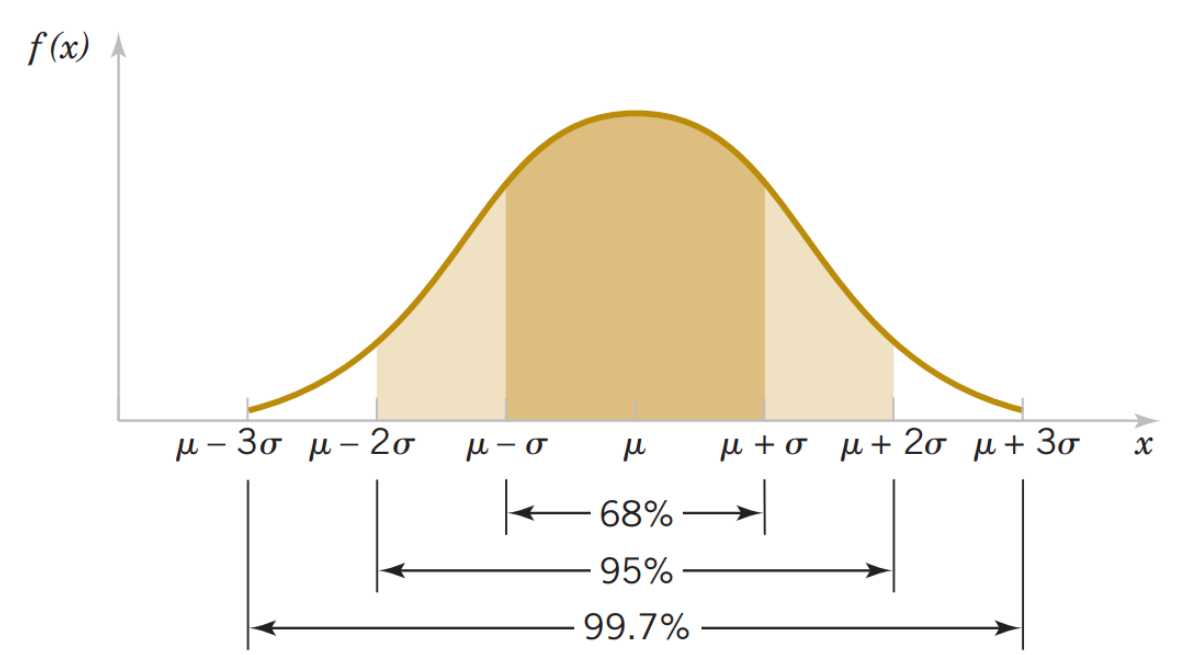 f(x)
μ − 3σ μ − 2σ μ − σ μ μ + σ μ + 2σ μ + 3σ x
68%
95%
99.7%